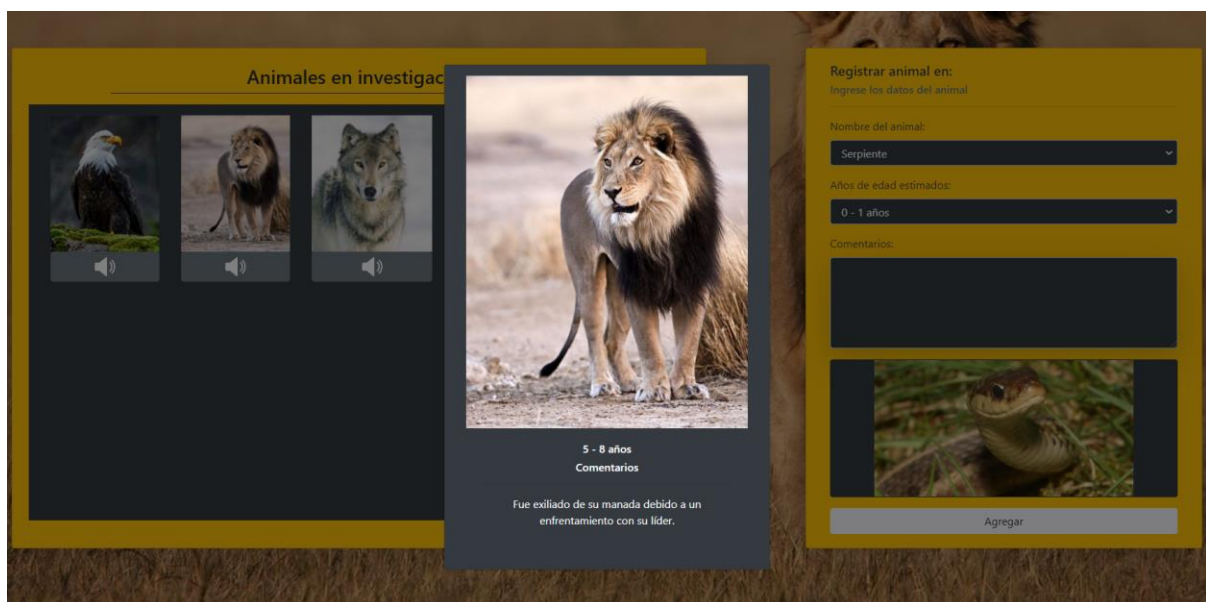 Animales en investigac
5 - 8 años
Comentarios
Fue exiliado de su manada debido a un
enfrentamiento con su líder.
Registrar animal en:
Ingrese los datos del animal
Nombre del animal:
Serpiente
Años de edad estimados:
0 - 1 años
Comentarios:
Agregar